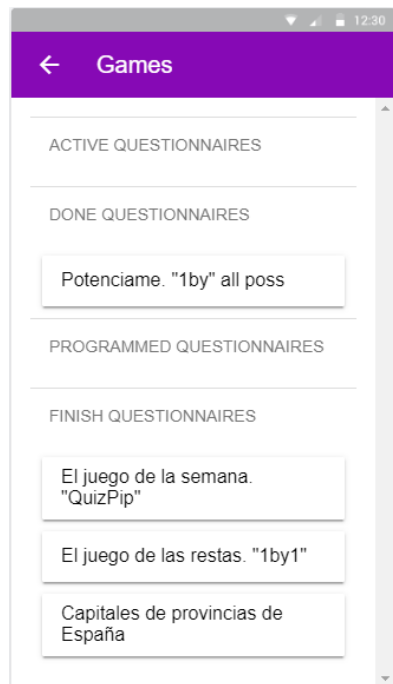 12:30
Games
ACTIVE QUESTIONNAIRES
DONE QUESTIONNAIRES
Potenciame. "1by" all poss
PROGRAMMED QUESTIONNAIRES
FINISH QUESTIONNAIRES
El juego de la semana.
"QuizPip"
El juego de las restas. "1by1"
Capitales de provincias de
España